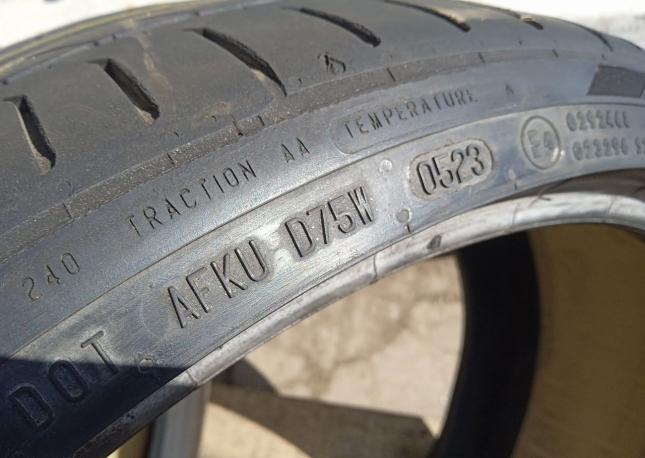 240 TRACTION AA TEMPERATURE A
DOT AFKU D75W 0523
E4